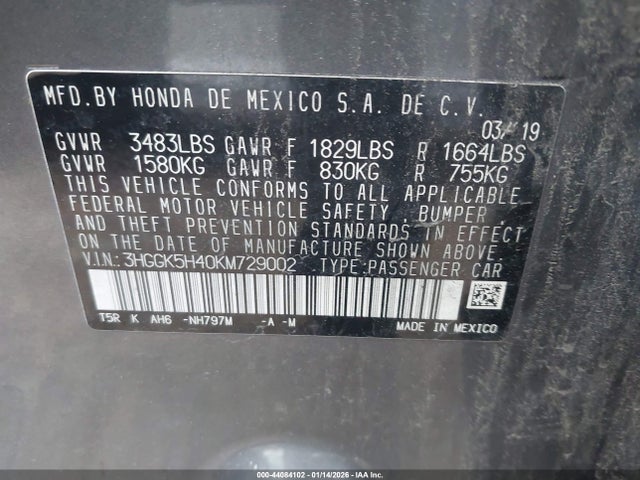 MFD.BY HONDA DE MEXICO S.A. DE C.V.
03/19
GVWR 3483LBS GAWR F 1829LBS R 1664LBS
GVWR 1580KG GAWR F 830KG R 755KG
THIS VEHICLE CONFORMS TO ALL APPLICABLE
FEDERAL MOTOR VEHICLE SAFETY, BUMPER
AND THEFT PREVENTION STANDARDS IN EFFECT
ON THE DATE OF MANUFACTURE SHOWN ABOVE.
V.I.N.: 3HGGK5H40KM729002 TYPE:PASSENGER CAR
T5R K AH6 -NH797M -A -M MADE IN MEXICO
000-44084102 - 01/14/2026 - IAA Inc.